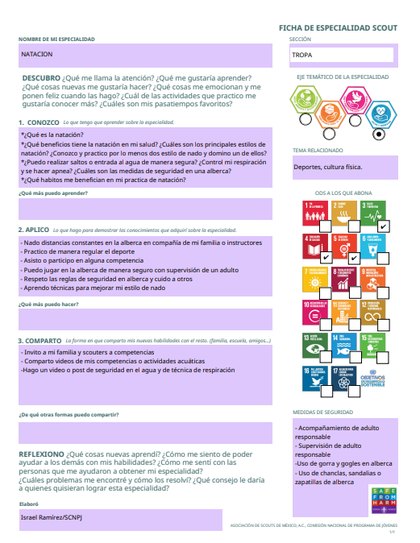 FICHA DE ESPECIALIDAD SCOUT
NOMBRE DE MI ESPECIALIDAD
SECCIÓN
NATACION
TROPA
DESCUBRO ¿Qué me llama la atención? ¿Qué me gustaría aprender?
¿Qué cosas nuevas me gustaría hacer? ¿Qué cosas me emocionan y me
ponen feliz cuando las hago? ¿Cuál de las actividades que practico me
gustaría conocer más? ¿Cuáles son mis pasatiempos favoritos?
EJE TEMÁTICO DE LA ESPECIALIDAD
1. CONOZCO Lo que tengo que aprender sobre la especialidad.
*¿Qué es la natación?
*¿Qué beneficios tiene la natación en mi salud? ¿Cuáles son los principales estilos de
natación? ¿Conozco y practico por lo menos dos estilo de nado y domino un de ellos?
*¿Puedo realizar saltos o entrada al agua de manera segura? ¿Control mi respiración
y se hacer apnea? ¿Cuáles son las medidas de seguridad en una alberca?
*¿Qué habitos me benefician en mi practica de natación?
TEMA RELACIONADO
Deportes, cultura física.
¿Qué más puedo aprender?
ODS A LOS QUE ABONA
2. APLICO Lo que hago para demostrar las conocimientos que adquirí sobre la especialidad.
- Nado distancias constantes en la alberca en compañía de mi familia o instructores
- Practico de manera regular el deporte
- Asisto o participo en alguna competencia
- Puedo jugar en la alberca de manera seguro con supervisión de un adulto
- Respeto las reglas de seguridad en alberca y cuido a otros
- Aprendo técnicas para mejorar mi estilo de nado
¿Qué más puedo hacer?
3. COMPARTO La forma en que comparto mis nuevas habilidades con el resto. (familia, escuela, amigos...)
- Invito a mi familia y scouters a competencias
- Comparto videos de mis competencias o actividades acuáticas
-Hago un video o post de seguridad en el agua y de técnica de respiración
¿De qué otras formas puedo compartir?
MEDIDAS DE SEGURIDAD
- Acompañamiento de adulto
responsable
- Supervisión de adulto
responsable
-Uso de gorra y gogles en alberca
- Uso de chanclas, sandalias o
zapatillas de alberca
REFLEXIONO ¿Qué cosas nuevas aprendí? ¿Cómo me siento de poder
ayudar a los demás con mis habilidades? ¿Cómo me sentí con las
personas que me ayudaron a obtener mi especialidad?
¿Cuáles problemas me encontré y cómo los resolví? ¿Qué consejo le daría
a quienes quisieran lograr esta especialidad?
SAFE
FROM
HARM
Elaboró
Israel Ramírez/SCNPJ
ASOCIACIÓN DE SCOUTS DE MÉXICO, A.C., COMISIÓN NACIONAL DE PROGRAMA DE JÓVENES